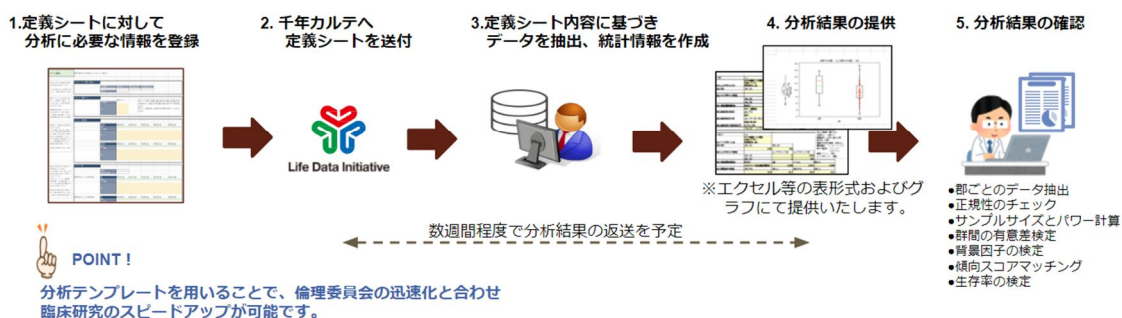 1.定義シートに対して
分析に必要な情報を登録
2. 千年カルテへ
定義シートを送付
3.定義シート内容に基づき
データを抽出、統計情報を作成
4. 分析結果の提供
5. 分析結果の確認
Life Data Initiative
※エクセル等の表形式およびグ
ラフにて提供いたします。
●郡ごとのデータ抽出
●正規性のチェック
●サンプルサイズとパワー計算
●群間の有意差検定
●背景因子の検定
●傾向スコアマッチング
●生存率の検定
数週間程度で分析結果の返送を予定
POINT！
分析テンプレートを用いることで、倫理委員会の迅速化と合わせ
臨床研究のスピードアップが可能です。